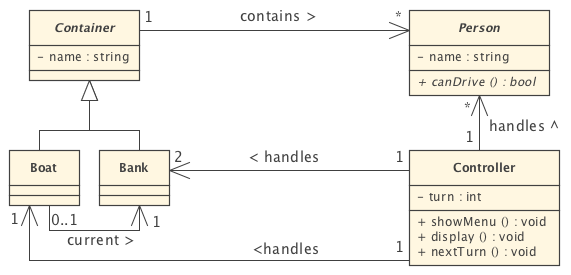 Container
- name : string
1
contains >
*
Person
- name : string
+ canDrive () : bool
*
handles ^
1
Boat
Bank
2
< handles
1
Controller
- turn : int
+ showMenu () : void
+ display () : void
+ nextTurn () : void
1
0..1
1
current >
<handles
1